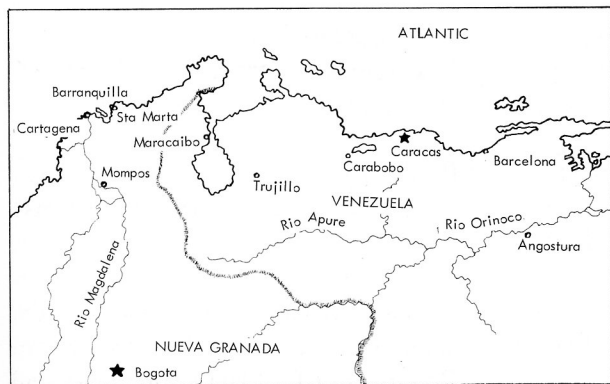 ATLANTIC
Barranquilla
Sta Marta
Cartagena
Maracaibo
Caracas
Carabobo
Barcelona
Mompos
Trujillo
VENEZUELA
Rio Apure
Rio Orinoco
Angostura
Rio Magdalena
NUEVA GRANADA
Bogota